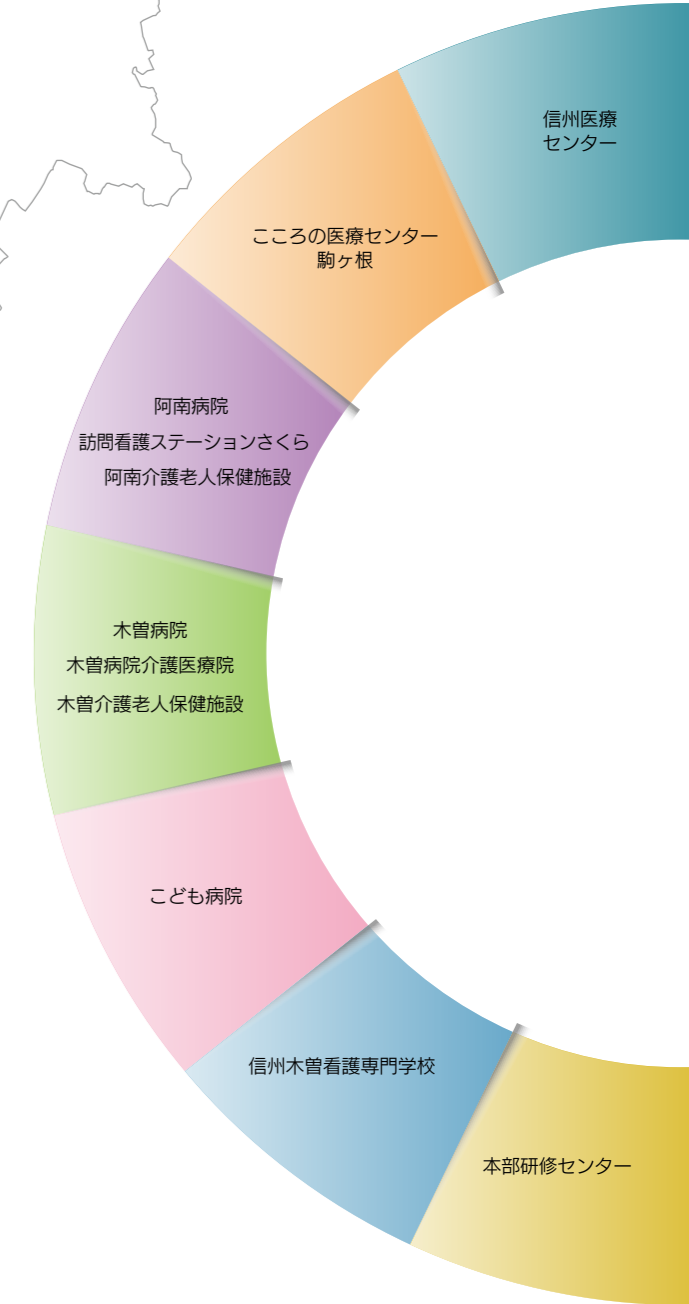 信州医療
センター
こころの医療センター
駒ヶ根
阿南病院
訪問看護ステーションさくら
阿南介護老人保健施設
木曽病院
木曽病院介護医療院
木曽介護老人保健施設
こども病院
信州木曽看護専門学校
本部研修センター